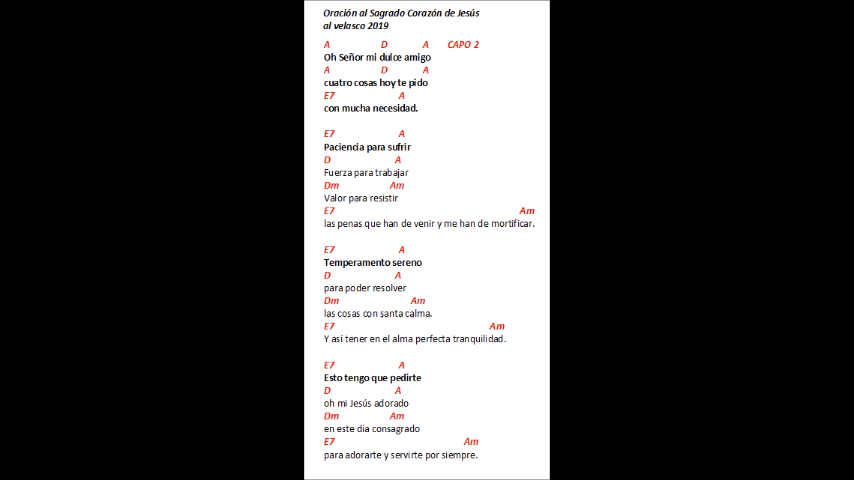 Oración al Sagrado Corazón de Jesús
al velasco 2019
A D A CAPO 2
Oh Señor mi dulce amigo
A D A
cuatro cosas hoy te pido
E7 A
con mucha necesidad.
E7 A
Paciencia para sufrir
D A
Fuerza para trabajar
Dm Am
Valor para resistir
E7 Am
las penas que han de venir y me han de mortificar.
E7 A
Temperamento sereno
D A
para poder resolver
Dm Am
las cosas con santa calma.
E7 Am
Y así tener en el alma perfecta tranquilidad.
E7 A
Esto tengo que pedirte
D A
oh mi Jesús adorado
Dm Am
en este día consagrado
E7 Am
para adorarte y servirte por siempre.